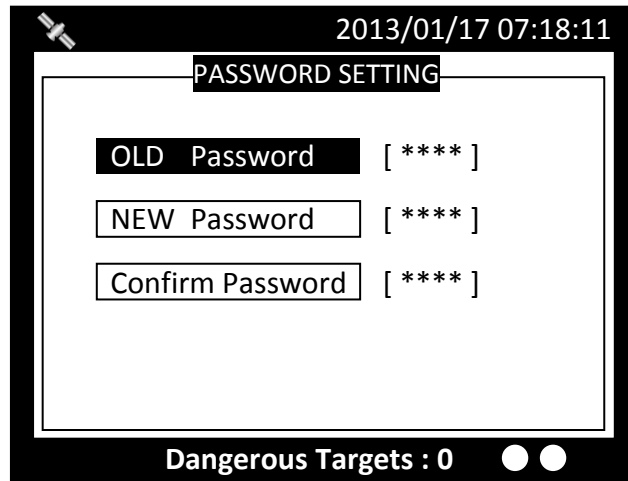 2013/01/17 07:18:11
PASSWORD SETTING
OLD Password [ **** ]
NEW Password [ **** ]
Confirm Password [ **** ]
Dangerous Targets : 0